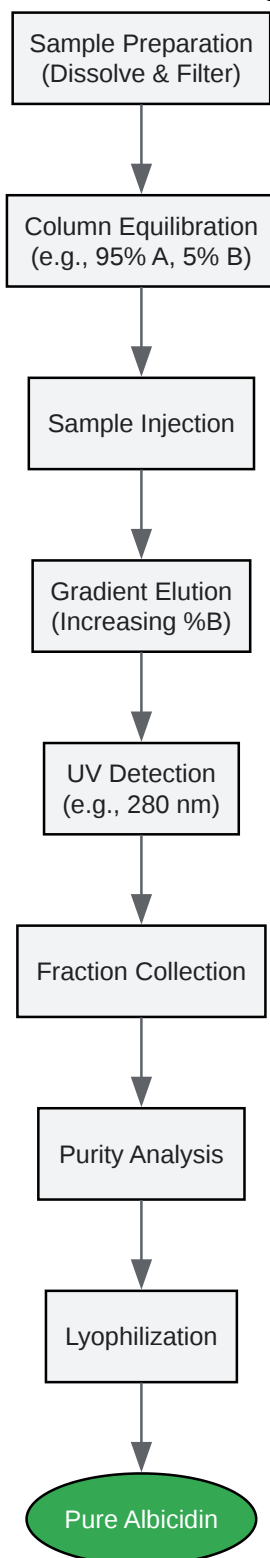 Sample Preparation
(Dissolve & Filter)
Column Equilibration
(e.g., 95% A, 5% B)
Sample Injection
Gradient Elution
(Increasing %B)
UV Detection
(e.g., 280 nm)
Fraction Collection
Purity Analysis
Lyophilization
Pure Albicidin